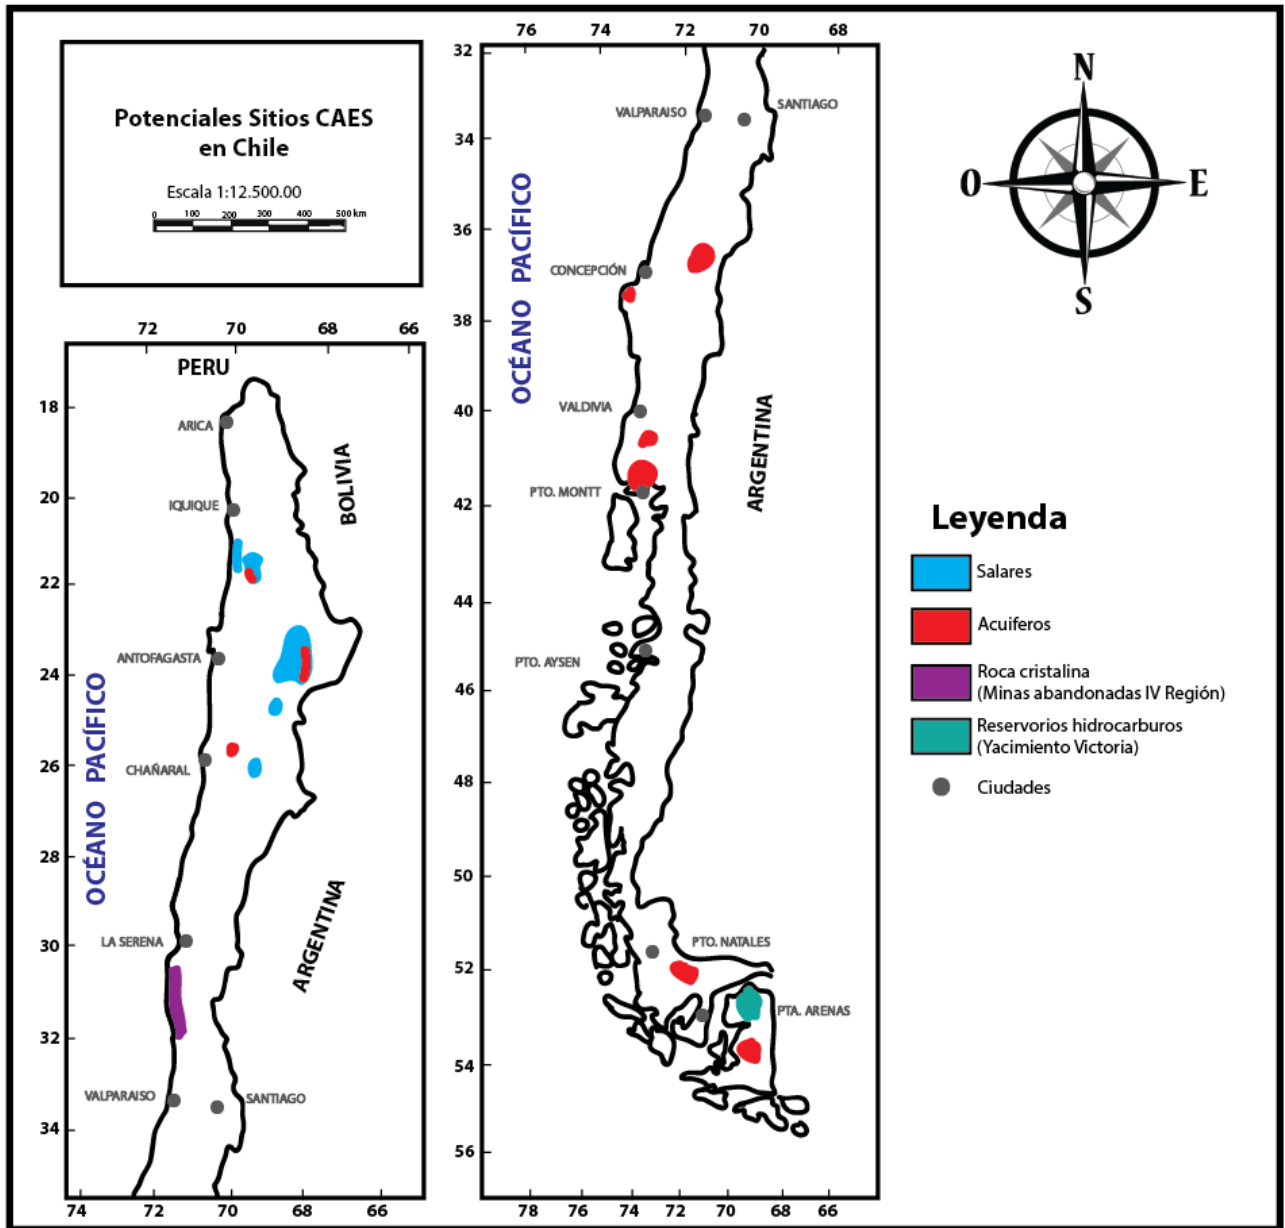 Potenciales Sitios CAES
en Chile
Escala 1:12.500.00
0 100 200 300 400 500 km
72 70 68 66
PERU
18
ARICA
BOLIVIA
20
IQUIQUE
22
ANTOFAGASTA
24
OCÉANO PACÍFICO
26
CHAÑARAL
28
ARGENTINA
LA SERENA
30
32
VALPARAISO
SANTIAGO
34
74 72 70 68 66
76 74 72 70 68
32
VALPARAISO
SANTIAGO
34
OCÉANO PACÍFICO
36
CONCEPCIÓN
38
VALDIVIA
40
ARGENTINA
PTO. MONTT
42
44
PTO. AYSEN
46
48
50
PTO. NATALES
52
PTA. ARENAS
54
56
78 76 74 72 70 68 66
N
O
E
S
Leyenda
Salares
Acuiferos
Roca cristalina
(Minas abandonadas IV Región)
Reservorios hidrocarburos
(Yacimiento Victoria)
Ciudades